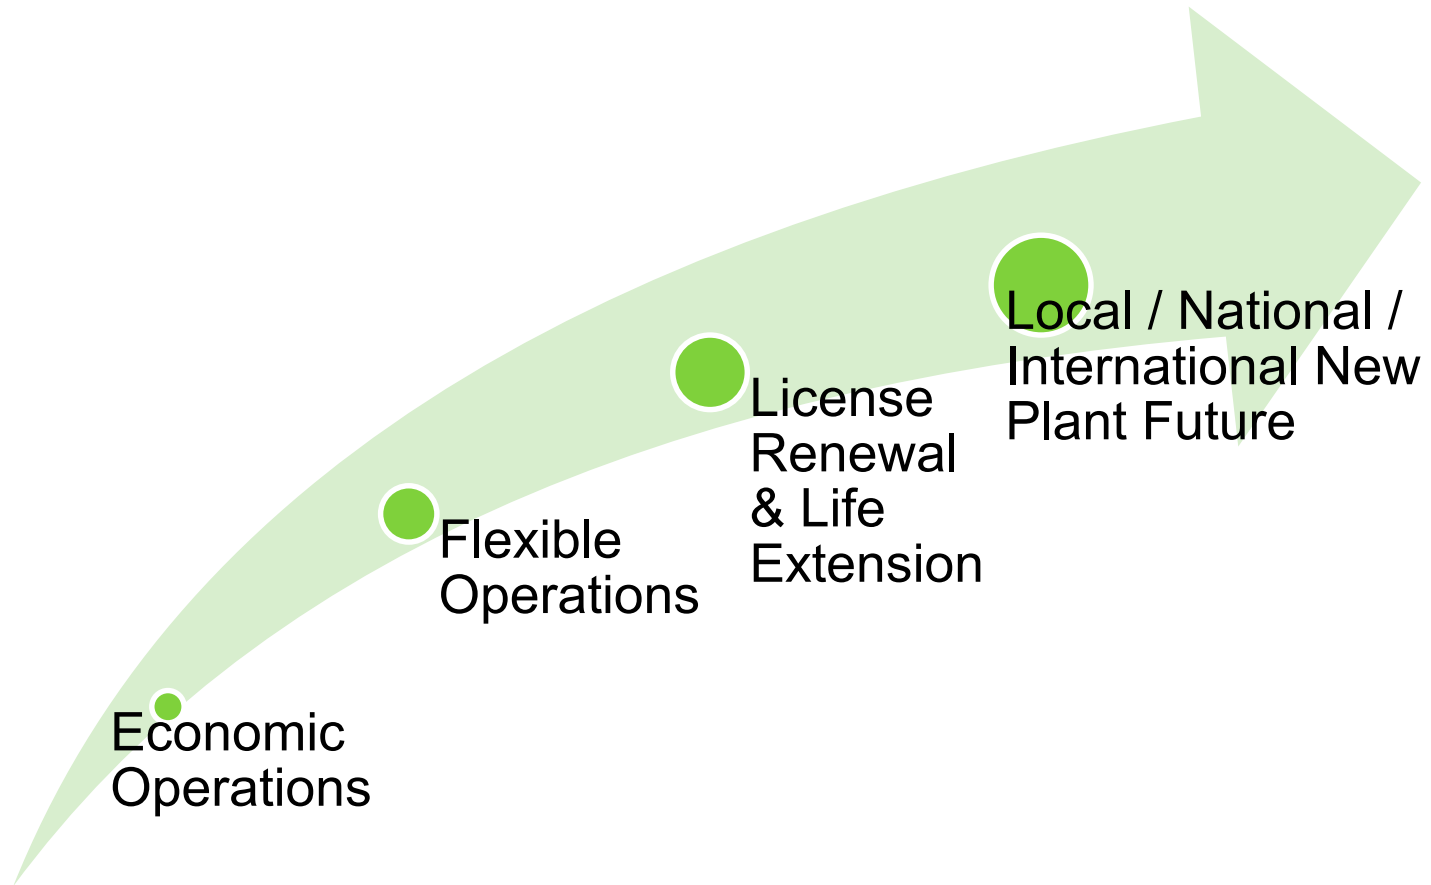 Economic
Operations
Flexible
Operations
License
Renewal
& Life
Extension
Local / National /
International New
Plant Future